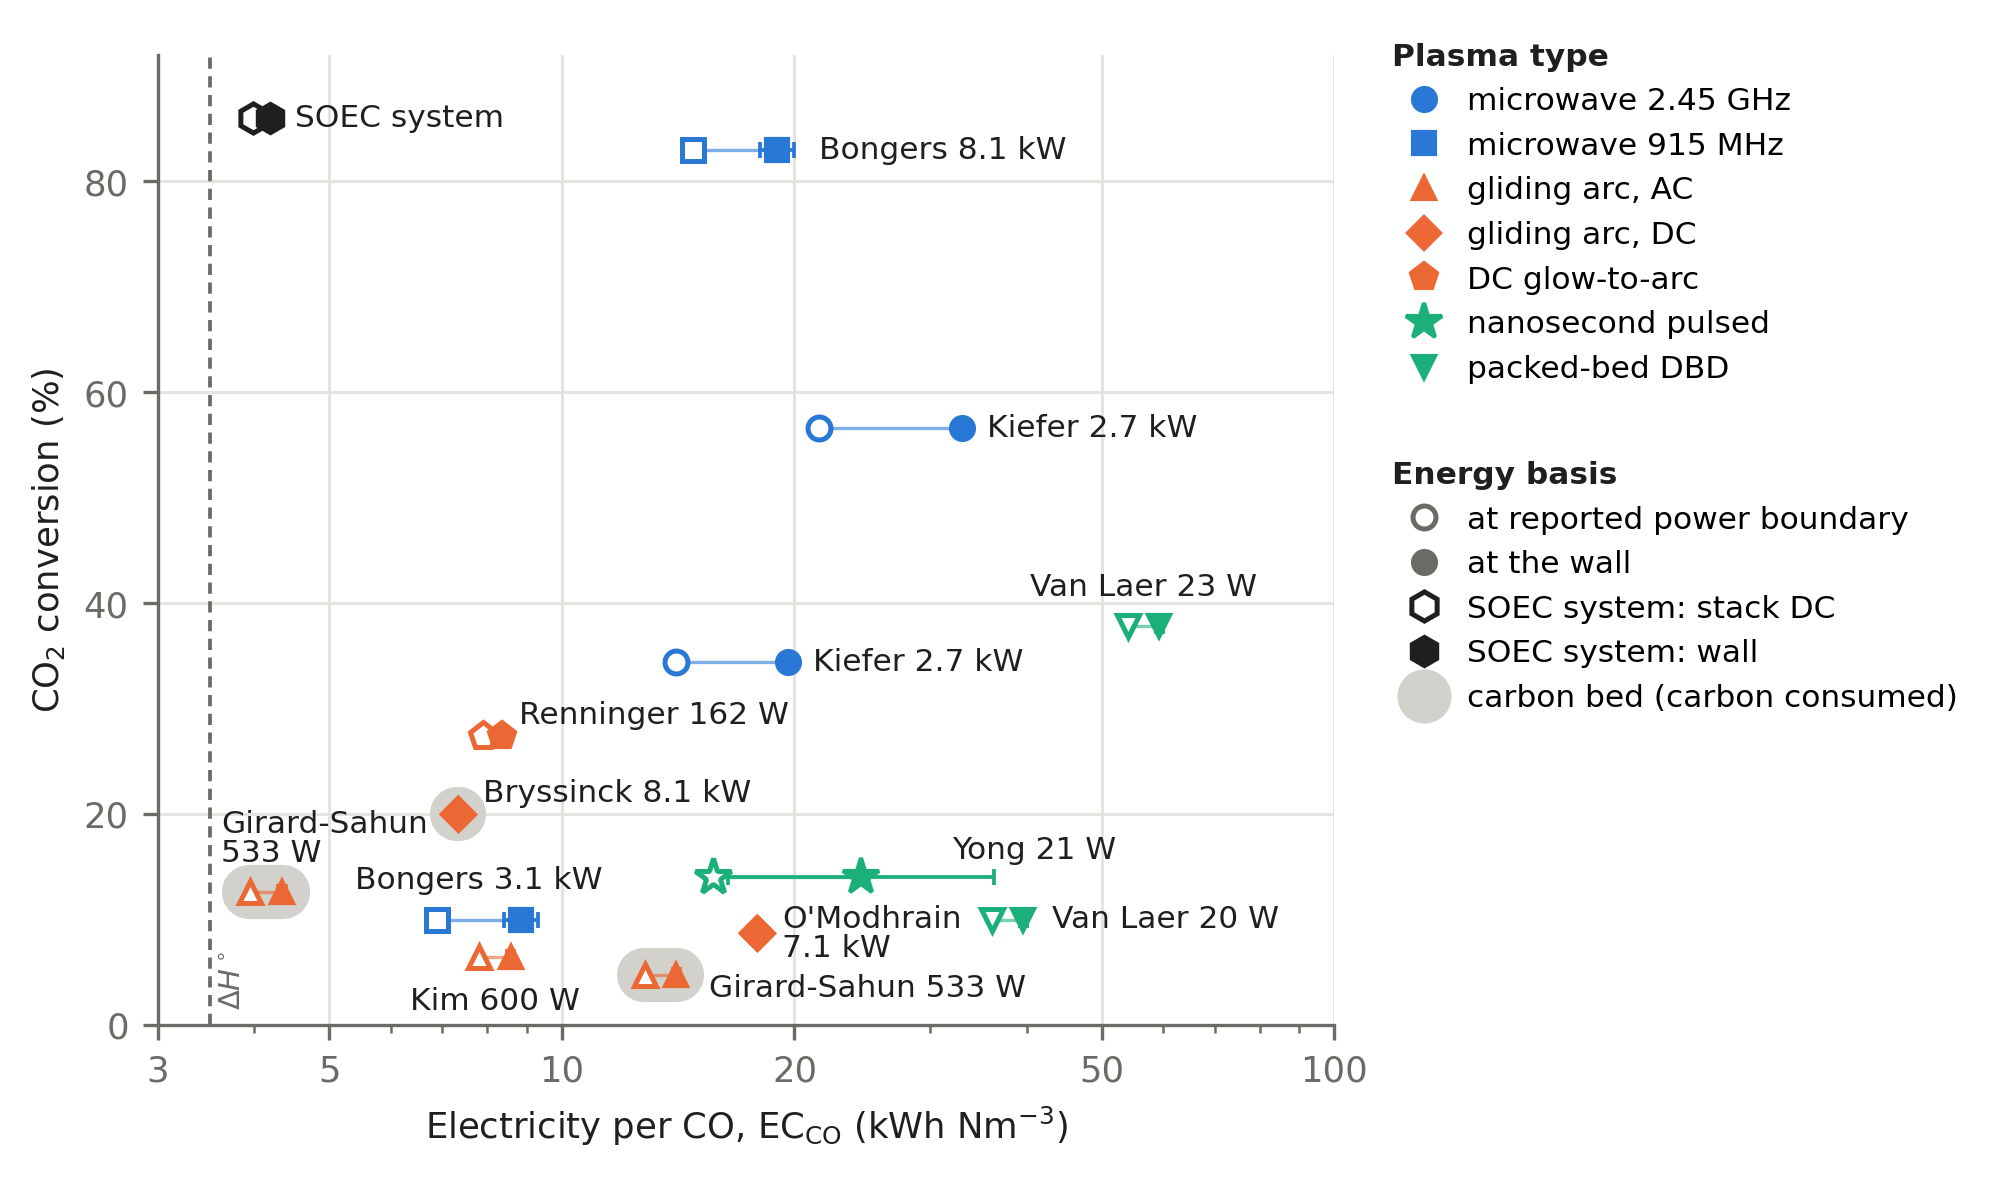 SOEC system
Bongers 8.1 kW
Kiefer 2.7 kW
Van Laer 23 W
Kiefer 2.7 kW
Renninger 162 W
Bryssinck 8.1 kW
Girard-Sahun
533 W
Yong 21 W
Bongers 3.1 kW
O'Modhrain
7.1 kW
Van Laer 20 W
Girard-Sahun 533 W
Kim 600 W
ΔH°
80
60
40
20
0
CO₂ conversion (%)
3 5 10 20 50 100
Electricity per CO, EC_CO (kWh Nm⁻³)
Plasma type
microwave 2.45 GHz
microwave 915 MHz
gliding arc, AC
gliding arc, DC
DC glow-to-arc
nanosecond pulsed
packed-bed DBD
Energy basis
at reported power boundary
at the wall
SOEC system: stack DC
SOEC system: wall
carbon bed (carbon consumed)